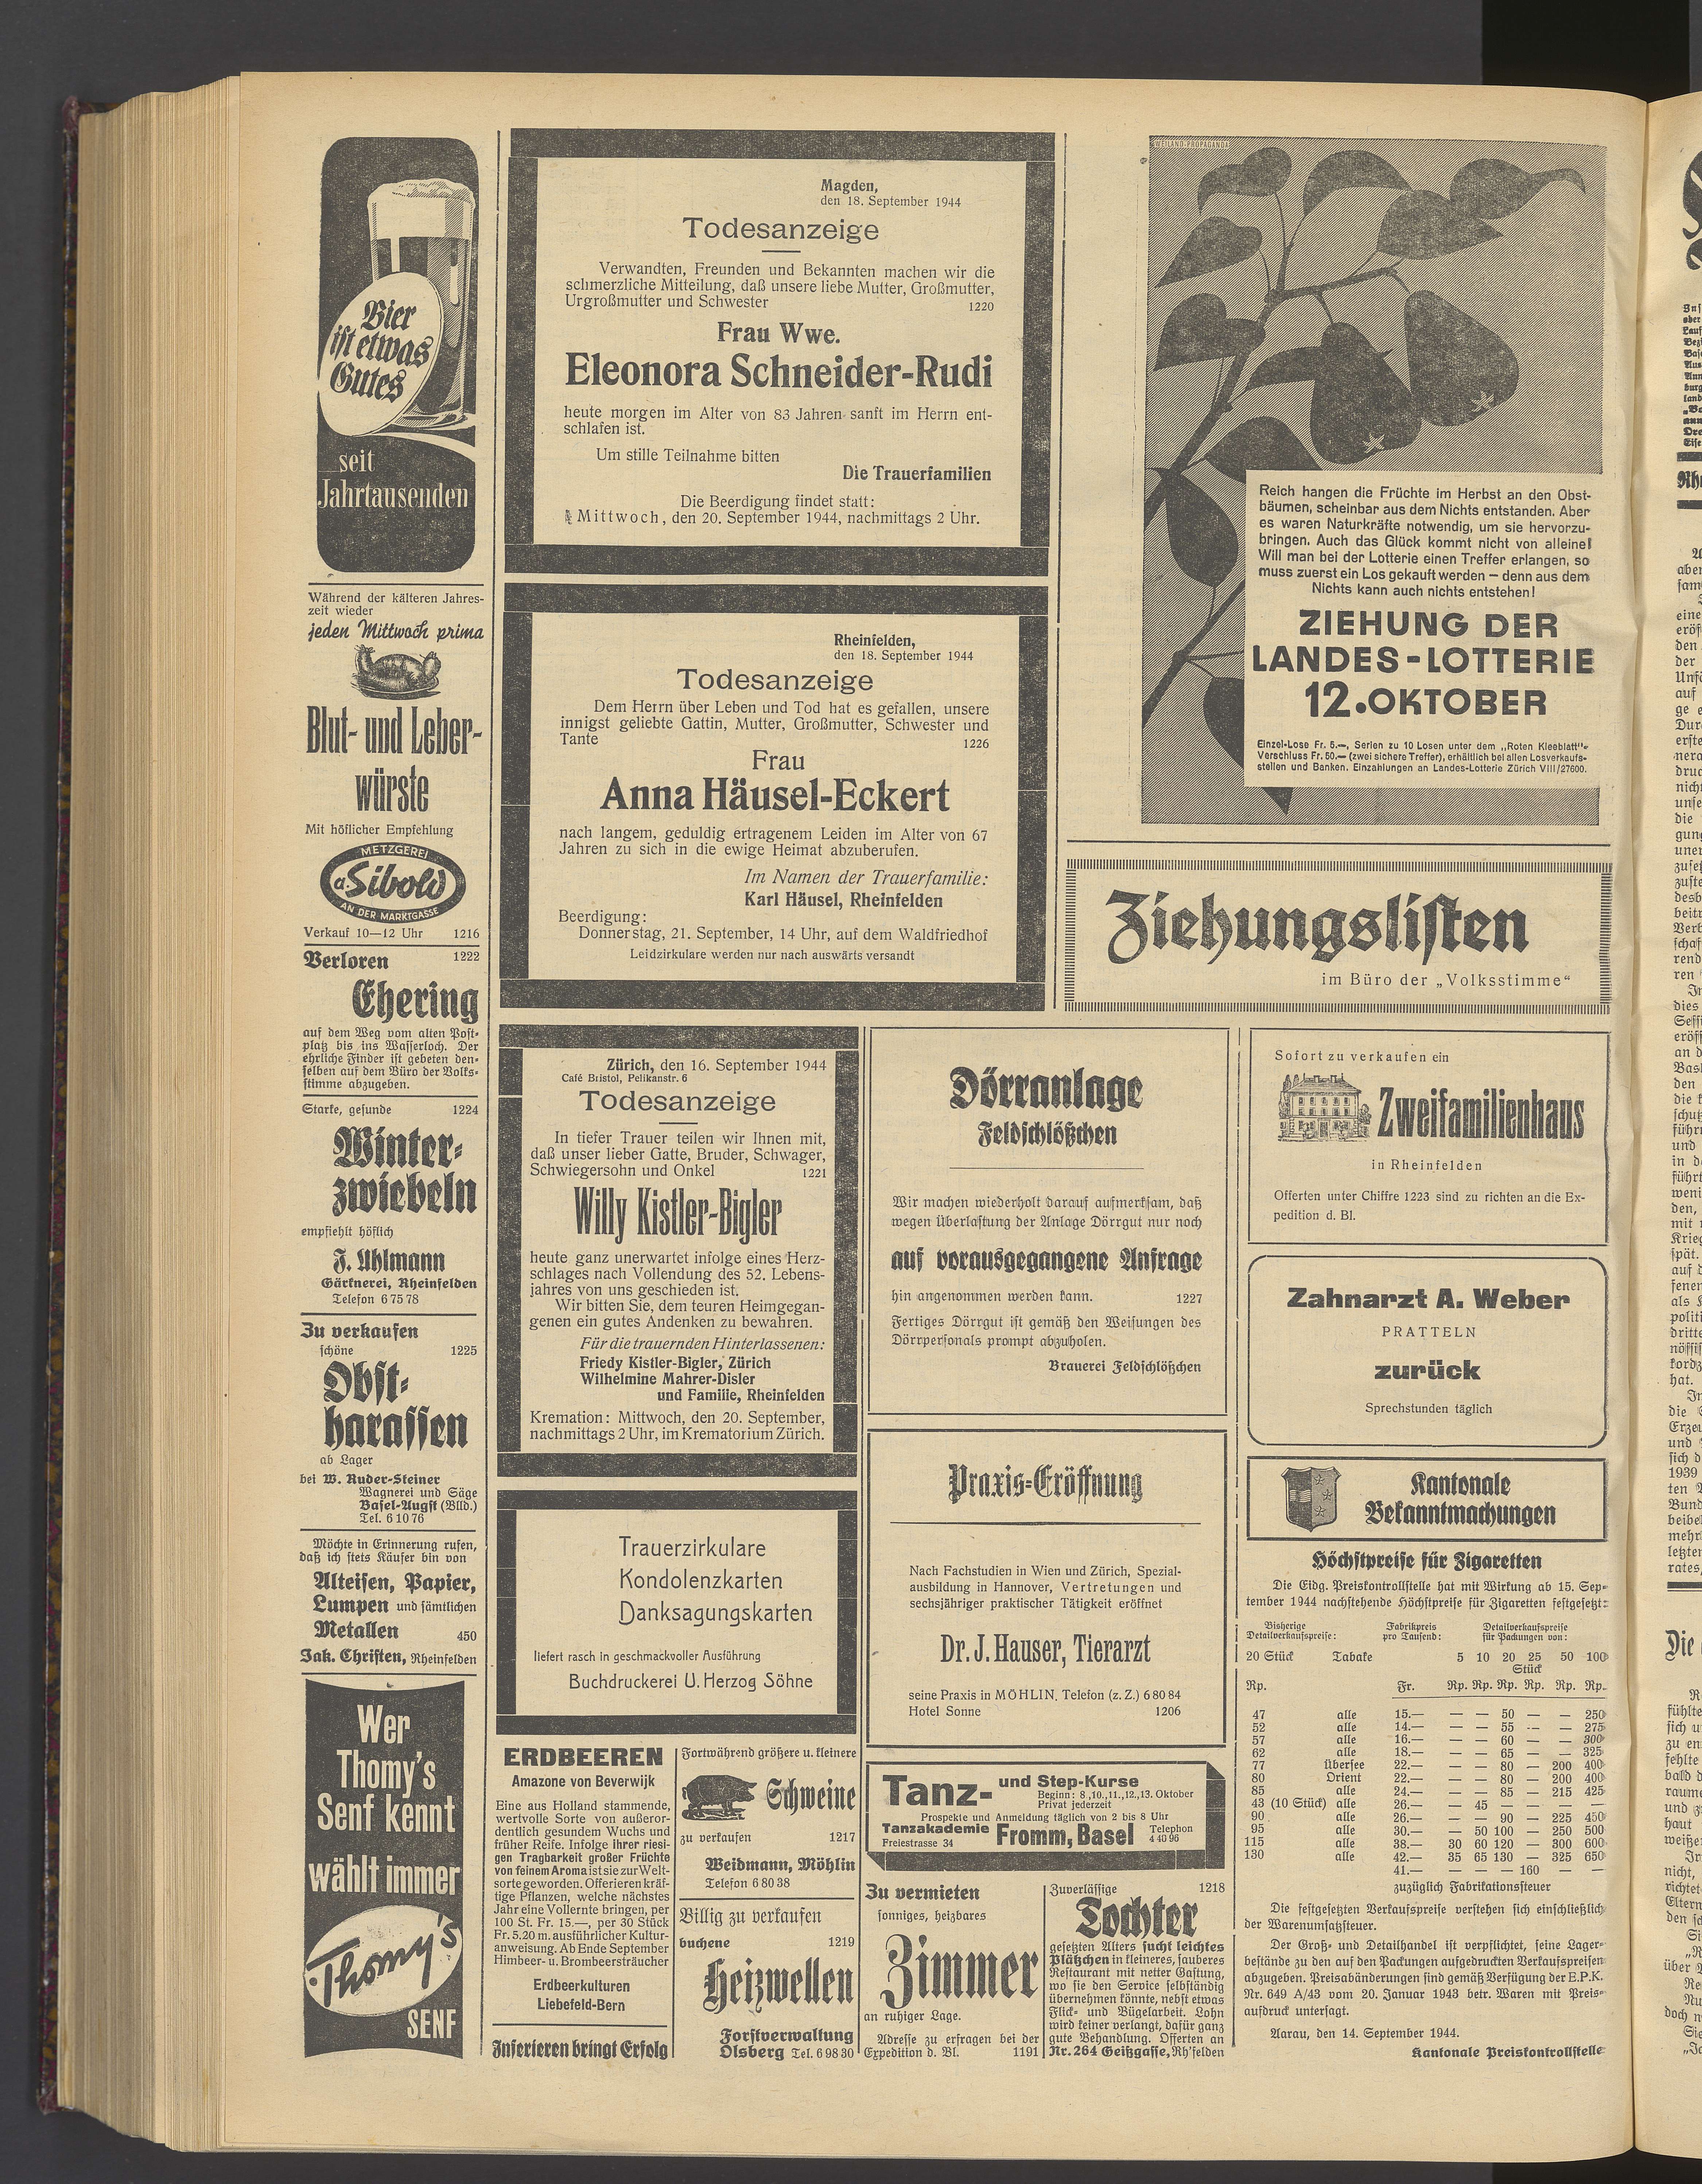 Bier
ist etwas
Gutes
seit
Jahrtausenden
Während der kälteren Jahres-
zeit wieder
jeden Mittwoch prima
Blut- und Leber-
würste
Mit höflicher Empfehlung
METZGEREI
a. Sibold
AN DER MARKTGASSE
Verkauf 10—12 Uhr 1216
Verloren 1222
Ehering
auf dem Weg vom alten Post-
platz bis ins Wasserloch. Der
ehrliche Finder ist gebeten den-
selben auf dem Büro der Volks-
stimme abzugeben.
Starke, gesunde 1224
Winter-
zwiebeln
empfiehlt höflich
F. Uhlmann
Gärtnerei, Rheinfelden
Telefon 6 75 78
Zu verkaufen
schöne 1225
Obst-
harassen
ab Lager
bei W. Ruder-Steiner
Wagnerei und Säge
Basel-Augst (Blld.)
Tel. 6 10 76
Möchte in Erinnerung rufen,
daß ich stets Käufer bin von
Alteisen, Papier,
Lumpen und sämtlichen
Metallen 450
Jak. Christen, Rheinfelden
Wer
Thomy's
Senf kennt
wählt immer
Thomy's
SENF
Magden,
den 18. September 1944
Todesanzeige
Verwandten, Freunden und Bekannten machen wir die
schmerzliche Mitteilung, daß unsere liebe Mutter, Großmutter,
Urgroßmutter und Schwester 1220
Frau Wwe.
Eleonora Schneider-Rudi
heute morgen im Alter von 83 Jahren sanft im Herrn ent-
schlafen ist.
Um stille Teilnahme bitten
Die Trauerfamilien
Die Beerdigung findet statt:
Mittwoch, den 20. September 1944, nachmittags 2 Uhr.
Rheinfelden,
den 18. September 1944
Todesanzeige
Dem Herrn über Leben und Tod hat es gefallen, unsere
innigst geliebte Gattin, Mutter, Großmutter, Schwester und
Tante 1226
Frau
Anna Häusel-Eckert
nach langem, geduldig ertragenem Leiden im Alter von 67
Jahren zu sich in die ewige Heimat abzuberufen.
Im Namen der Trauerfamilie:
Karl Häusel, Rheinfelden
Beerdigung:
Donnerstag, 21. September, 14 Uhr, auf dem Waldfriedhof
Leidzirkulare werden nur nach auswärts versandt
WEILAND-PROPAGANDA
Reich hangen die Früchte im Herbst an den Obst-
bäumen, scheinbar aus dem Nichts entstanden. Aber
es waren Naturkräfte notwendig, um sie hervorzu-
bringen. Auch das Glück kommt nicht von alleine!
Will man bei der Lotterie einen Treffer erlangen, so
muss zuerst ein Los gekauft werden — denn aus dem
Nichts kann auch nichts entstehen!
ZIEHUNG DER
LANDES-LOTTERIE
12. OKTOBER
Einzel-Lose Fr. 5.—, Serien zu 10 Losen unter dem „Roten Kleeblatt"-
Verschluss Fr. 50.— (zwei sichere Treffer), erhältlich bei allen Losverkaufs-
stellen und Banken. Einzahlungen an Landes-Lotterie Zürich VIII/27600.
Ziehungslisten
im Büro der „Volksstimme"
Zürich, den 16. September 1944
Café Bristol, Pelikanstr. 6
Todesanzeige
In tiefer Trauer teilen wir Ihnen mit,
daß unser lieber Gatte, Bruder, Schwager,
Schwiegersohn und Onkel 1221
Willy Kistler-Bigler
heute ganz unerwartet infolge eines Herz-
schlages nach Vollendung des 52. Lebens-
jahres von uns geschieden ist.
Wir bitten Sie, dem teuren Heimgegan-
genen ein gutes Andenken zu bewahren.
Für die trauernden Hinterlassenen:
Friedy Kistler-Bigler, Zürich
Wilhelmine Mahrer-Disler
und Familie, Rheinfelden
Kremation: Mittwoch, den 20. September,
nachmittags 2 Uhr, im Krematorium Zürich.
Trauerzirkulare
Kondolenzkarten
Danksagungskarten
liefert rasch in geschmackvoller Ausführung
Buchdruckerei U. Herzog Söhne
ERDBEEREN
Amazone von Beverwijk
Eine aus Holland stammende,
wertvolle Sorte von außeror-
dentlich gesundem Wuchs und
früher Reife. Infolge ihrer riesi-
gen Tragbarkeit großer Früchte
von feinem Aroma ist sie zur Welt-
sorte geworden. Offerieren kräf-
tige Pflanzen, welche nächstes
Jahr eine Vollernte bringen, per
100 St. Fr. 15.—, per 30 Stück
Fr. 5.20 m. ausführlicher Kultur-
anweisung. Ab Ende September
Himbeer- u. Brombeersträucher
Erdbeerkulturen
Liebefeld-Bern
Inserieren bringt Erfolg
Fortwährend größere u. kleinere
Schweine
zu verkaufen 1217
Weidmann, Möhlin
Telefon 6 80 38
Billig zu verkaufen
buchene 1219
Heizwellen
Forstverwaltung
Olsberg Tel. 6 98 30
Dörranlage
Feldschlößchen
Wir machen wiederholt darauf aufmerksam, daß
wegen Überlastung der Anlage Dörrgut nur noch
auf vorausgegangene Anfrage
hin angenommen werden kann. 1227
Fertiges Dörrgut ist gemäß den Weisungen des
Dörrpersonals prompt abzuholen.
Brauerei Feldschlößchen
Praxis-Eröffnung
Nach Fachstudien in Wien und Zürich, Spezial-
ausbildung in Hannover, Vertretungen und
sechsjähriger praktischer Tätigkeit eröffnet
Dr. J. Hauser, Tierarzt
seine Praxis in MÖHLIN, Telefon (z. Z.) 6 80 84
Hotel Sonne 1206
Tanz- und Step-Kurse
Beginn: 8.,10.,11.,12.,13. Oktober
Privat jederzeit
Prospekte und Anmeldung täglich von 2 bis 8 Uhr
Tanzakademie Fromm, Basel Telephon
Freiestrasse 34 4 40 96
Zu vermieten
sonniges, heizbares
Zimmer
an ruhiger Lage.
Adresse zu erfragen bei der
Expedition d. Bl. 1191
Zuverlässige 1218
Tochter
gesetzten Alters sucht leichtes
Plätzchen in kleineres, sauberes
Restaurant mit netter Gastung,
wo sie den Service selbständig
übernehmen könnte, nebst etwas
Flick- und Bügelarbeit. Lohn
wird keiner verlangt, dafür ganz
gute Behandlung. Offerten an
Nr. 264 Geißgasse, Rh'felden
Sofort zu verkaufen ein
Zweifamilienhaus
in Rheinfelden
Offerten unter Chiffre 1223 sind zu richten an die Ex-
pedition d. Bl.
Zahnarzt A. Weber
PRATTELN
zurück
Sprechstunden täglich
Kantonale
Bekanntmachungen
Höchstpreise für Zigaretten
Die Eidg. Preiskontrollstelle hat mit Wirkung ab 15. Sep-
tember 1944 nachstehende Höchstpreise für Zigaretten festgesetzt:
Bisherige Fabrikpreis Detailverkaufspreise
Detailverkaufspreise: pro Tausend: für Packungen von:
20 Stück Tabake 5 10 20 25 50 100
Stück
Rp. Fr. Rp. Rp. Rp. Rp. Rp. Rp.
47 alle 15.— — — 50 — — 250
52 alle 14.— — — 55 — — 275
57 alle 16.— — — 60 — — 300
62 alle 18.— — — 65 — — 325
77 Übersee 22.— — — 80 — 200 400
80 Orient 22.— — — 80 — 200 400
85 alle 24.— — — 85 — 215 425
43 (10 Stück) alle 26.— — 45 — — — —
90 alle 26.— — — 90 — 225 450
95 alle 30.— — 50 100 — 250 500
115 alle 38.— 30 60 120 — 300 600
130 alle 42.— 35 65 130 — 325 650
41.— — — — 160 — —
zuzüglich Fabrikationssteuer
Die festgesetzten Verkaufspreise verstehen sich einschließlich
der Warenumsatzsteuer.
Der Groß- und Detailhandel ist verpflichtet, seine Lager-
bestände zu den auf den Packungen aufgedruckten Verkaufspreisen
abzugeben. Preisabänderungen sind gemäß Verfügung der E.P.K.
Nr. 649 A/43 vom 20. Januar 1943 betr. Waren mit Preis-
aufdruck untersagt.
Aarau, den 14. September 1944.
Kantonale Preiskontrollstelle